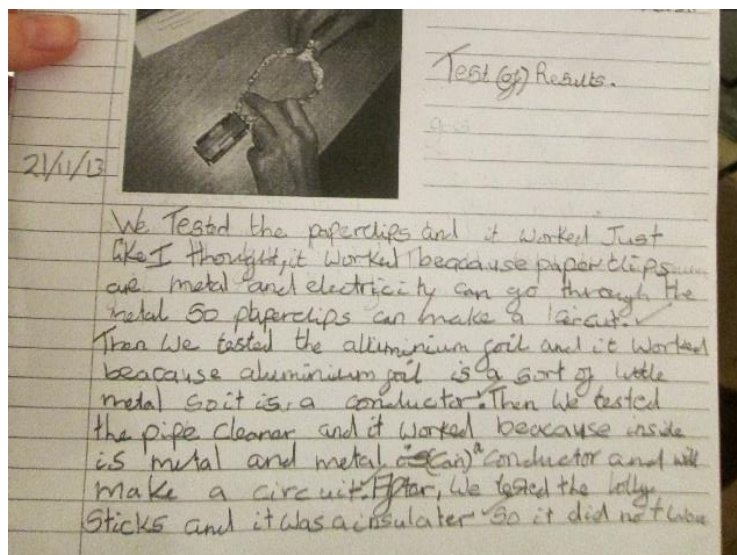 Test (of) Results.
21/11/13
We Tested the paperclips and it worked Just
like I thought, it worked beacause paperclips
are metal and electricity can go through the
metal so paperclips can make a circut.
Then we tested the alluminium foil and it worked
beacause aluminium foil is a sort of little
metal so it is a conductor. Then We tested
the pipe cleaner and it worked beacause inside
is metal and metal is (an) a conductor and will
make a circuit. After, we tested the lolly
sticks and it was a insulater so it did not work